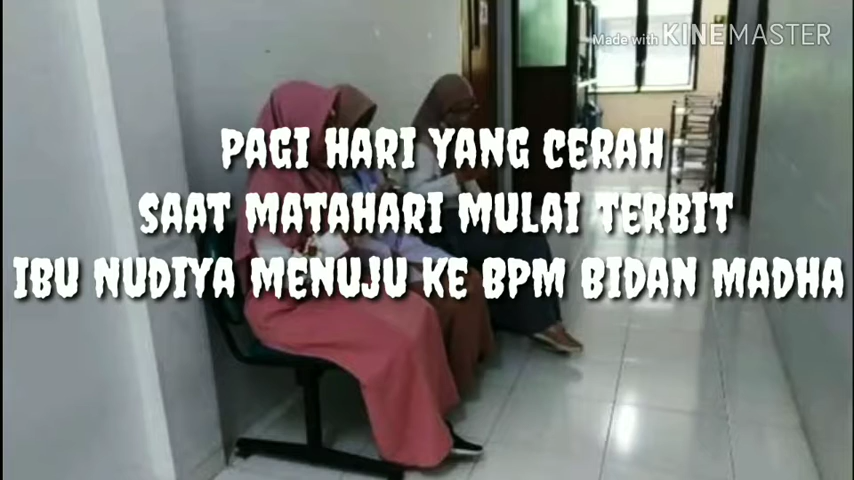 Made with KINEMASTER
PAGI HARI YANG CERAH
SAAT MATAHARI MULAI TERBIT
IBU NUDIYA MENUJU KE BPM BIDAN MADHA